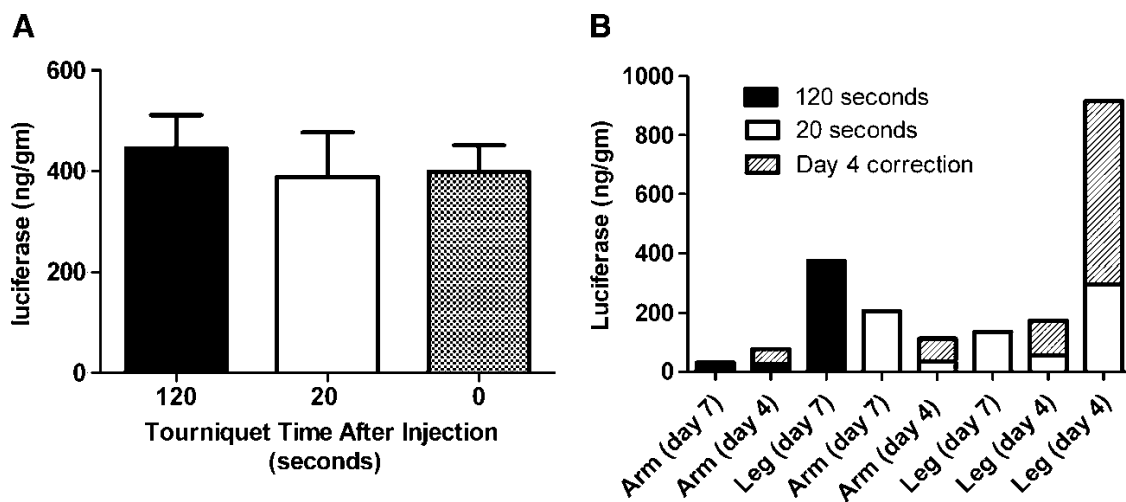 A
luciferase (ng/gm)
600
400
200
0
120
20
0
Tourniquet Time After Injection
(seconds)
B
Luciferase (ng/gm)
1000
800
600
400
200
0
120 seconds
20 seconds
Day 4 correction
Arm (day 7)
Arm (day 4)
Leg (day 7)
Arm (day 7)
Arm (day 4)
Leg (day 7)
Leg (day 4)
Leg (day 4)